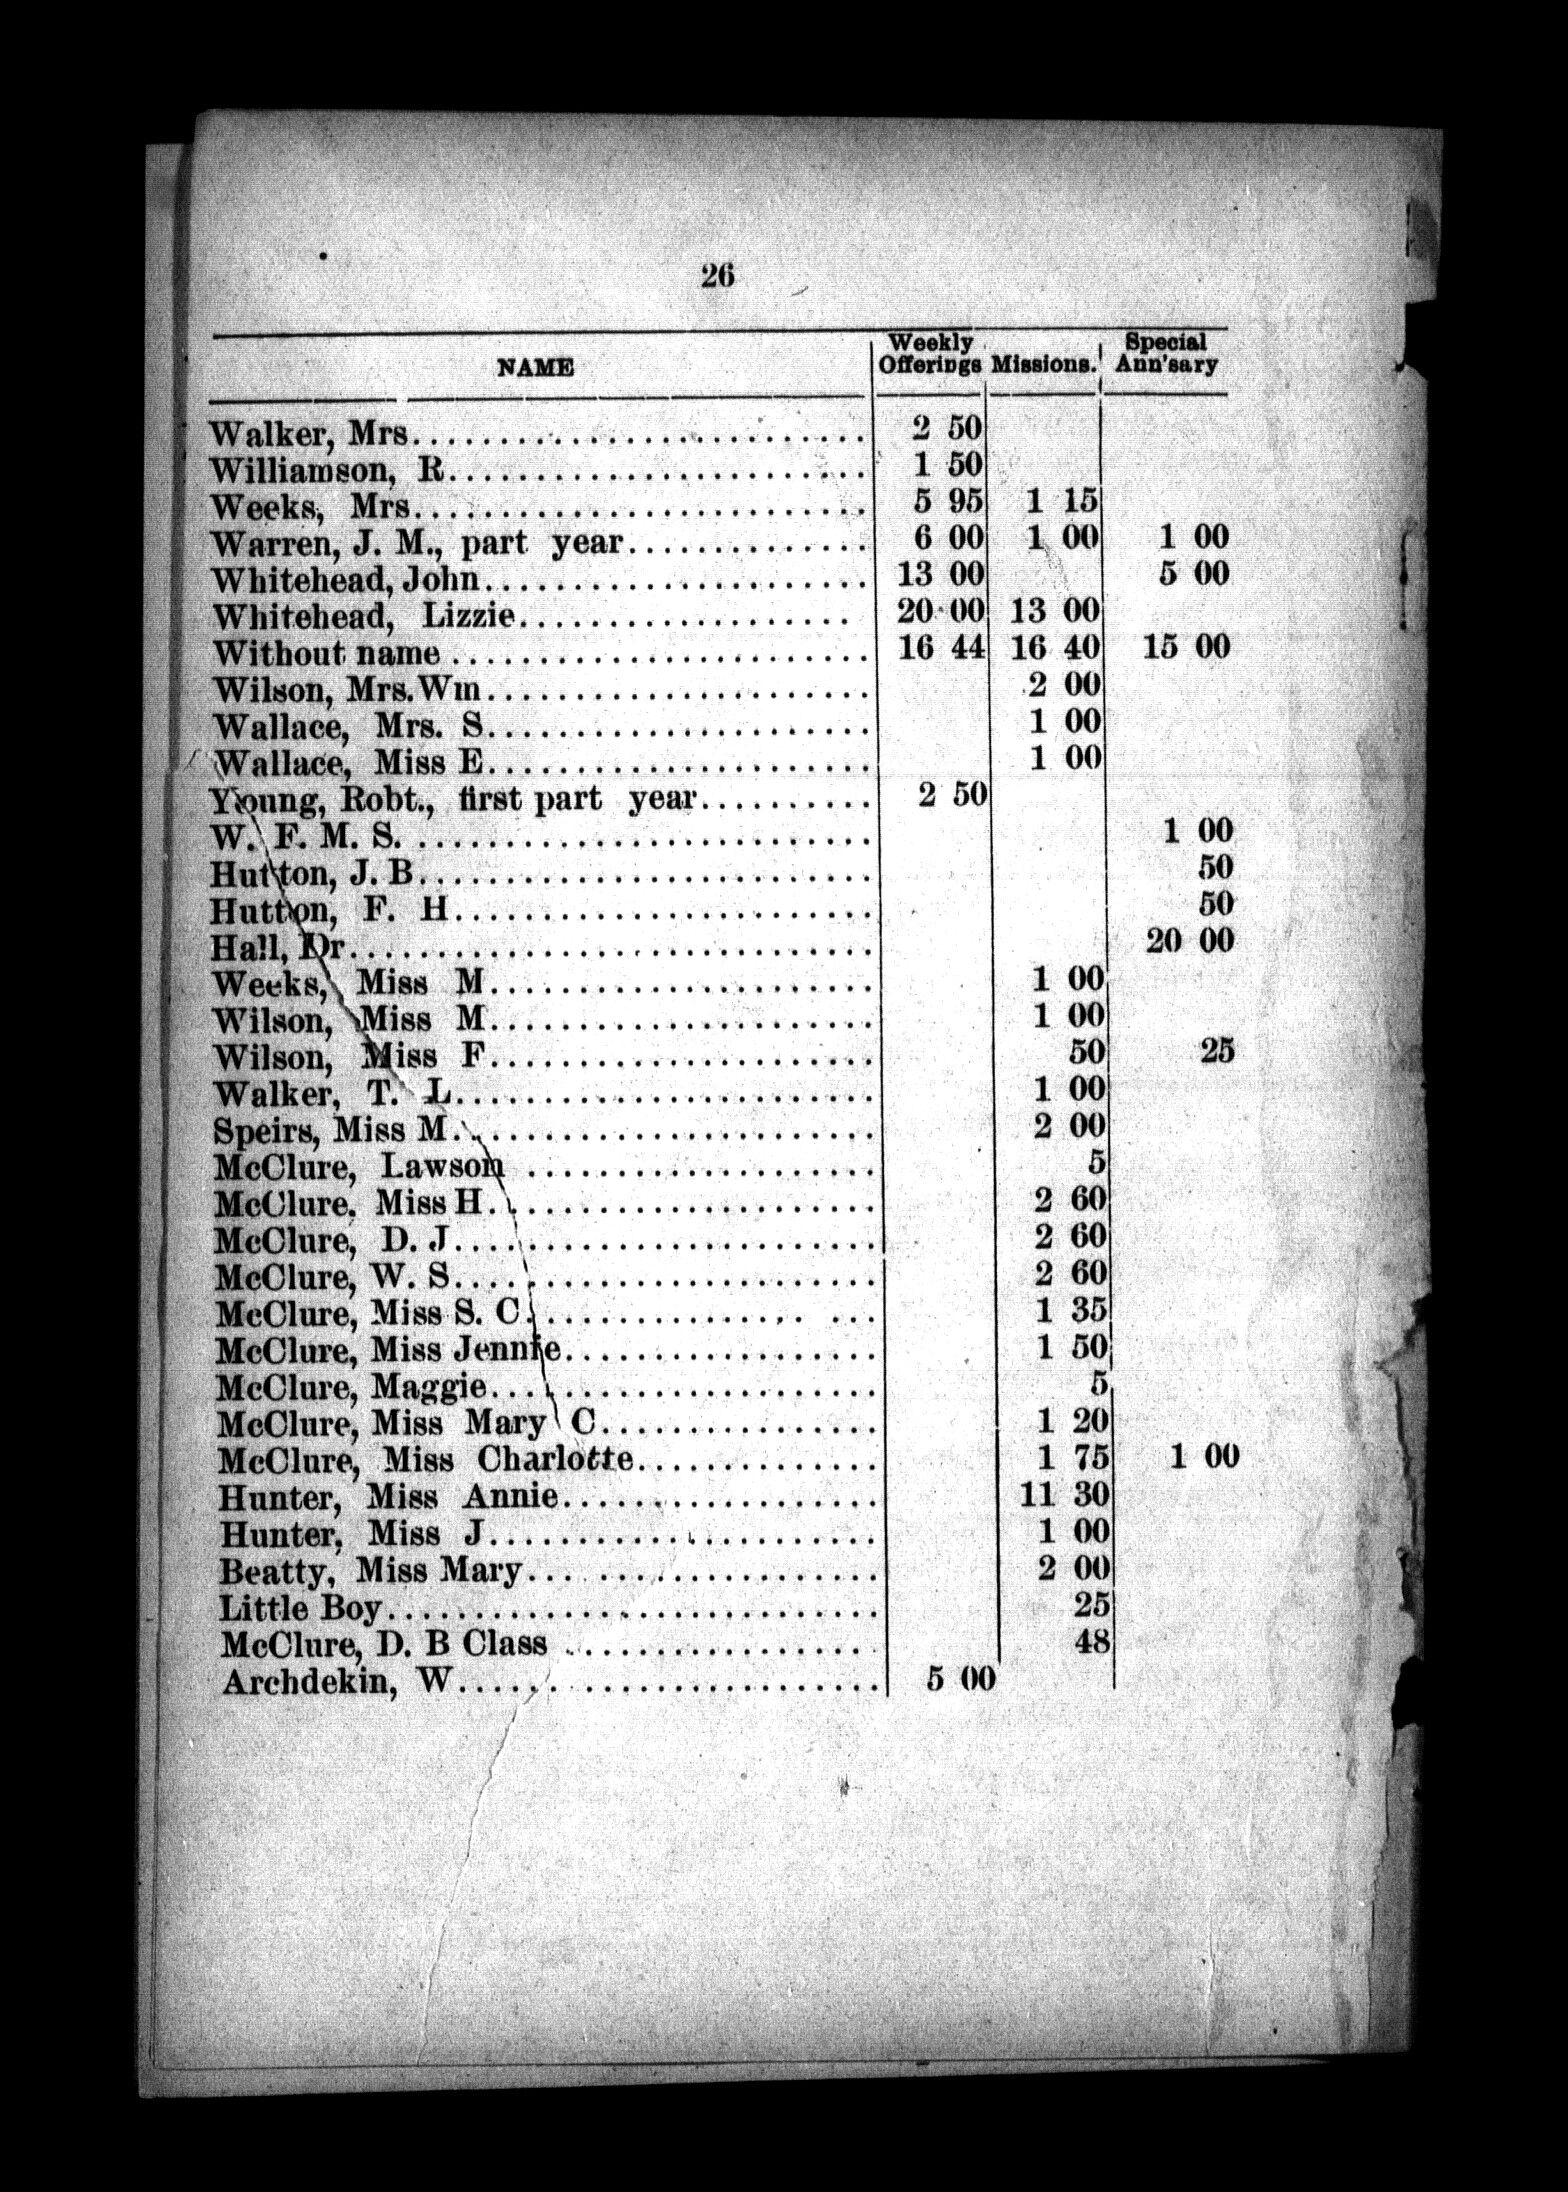 26
NAME Weekly Offerings Missions. Special Ann'sary
Walker, Mrs.......................... 2 50
Williamson, R........................ 1 50
Weeks, Mrs.......................... 5 95 1 15
Warren, J. M., part year.............. 6 00 1 00 1 00
Whitehead, John...................... 13 00 5 00
Whitehead, Lizzie................... 20 00 13 00
Without name ........................ 16 44 16 40 15 00
Wilson, Mrs. Wm...................... 2 00
Wallace, Mrs. S...................... 1 00
Wallace, Miss E...................... 1 00
Young, Robt., first part year.......... 2 50
W. F. M. S. .......................... 1 00
Hutton, J. B.......................... 50
Hutton, F. H........................ 50
Hall, Dr.............................. 20 00
Weeks, Miss M...................... 1 00
Wilson, Miss M...................... 1 00
Wilson, Miss F...................... 50 25
Walker, T. L........................ 1 00
Speirs, Miss M........................ 2 00
McClure, Lawson .................... 5
McClure. Miss H...................... 2 60
McClure, D. J........................ 2 60
McClure, W. S........................ 2 60
McClure, Miss S. C................ ... 1 35
McClure, Miss Jennie.................. 1 50
McClure, Maggie...................... 5
McClure, Miss Mary C................ 1 20
McClure, Miss Charlotte.............. 1 75 1 00
Hunter, Miss Annie.................. 11 30
Hunter, Miss J...................... 1 00
Beatty, Miss Mary.................... 2 00
Little Boy............................ 25
McClure, D. B Class .................. 48
Archdekin, W........................ 5 00